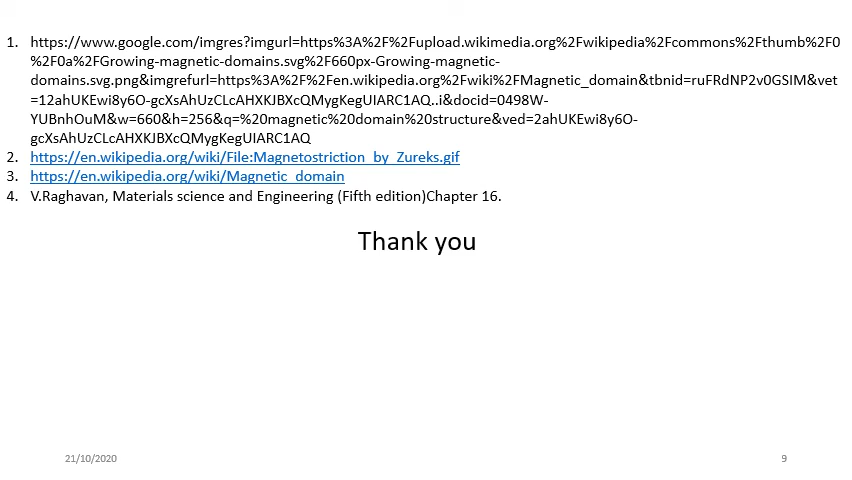 1. https://www.google.com/imgres?imgurl=https%3A%2F%2Fupload.wikimedia.org%2Fwikipedia%2Fcommons%2Fthumb%2F0
%2F0a%2FGrowing-magnetic-domains.svg%2F660px-Growing-magnetic-
domains.svg.png&imgrefurl=https%3A%2F%2Fen.wikipedia.org%2Fwiki%2FMagnetic_domain&tbnid=ruFRdNP2v0GSIM&vet
=12ahUKEwi8y6O-gcXsAhUzCLcAHXKJBXcQMygKegUIARC1AQ..i&docid=0498W-
YUBnhOuM&w=660&h=256&q=%20magnetic%20domain%20structure&ved=2ahUKEwi8y6O-
gcXsAhUzCLcAHXKJBXcQMygKegUIARC1AQ
2. https://en.wikipedia.org/wiki/File:Magnetostriction_by_Zureks.gif
3. https://en.wikipedia.org/wiki/Magnetic_domain
4. V.Raghavan, Materials science and Engineering (Fifth edition)Chapter 16.
Thank you
21/10/2020
9